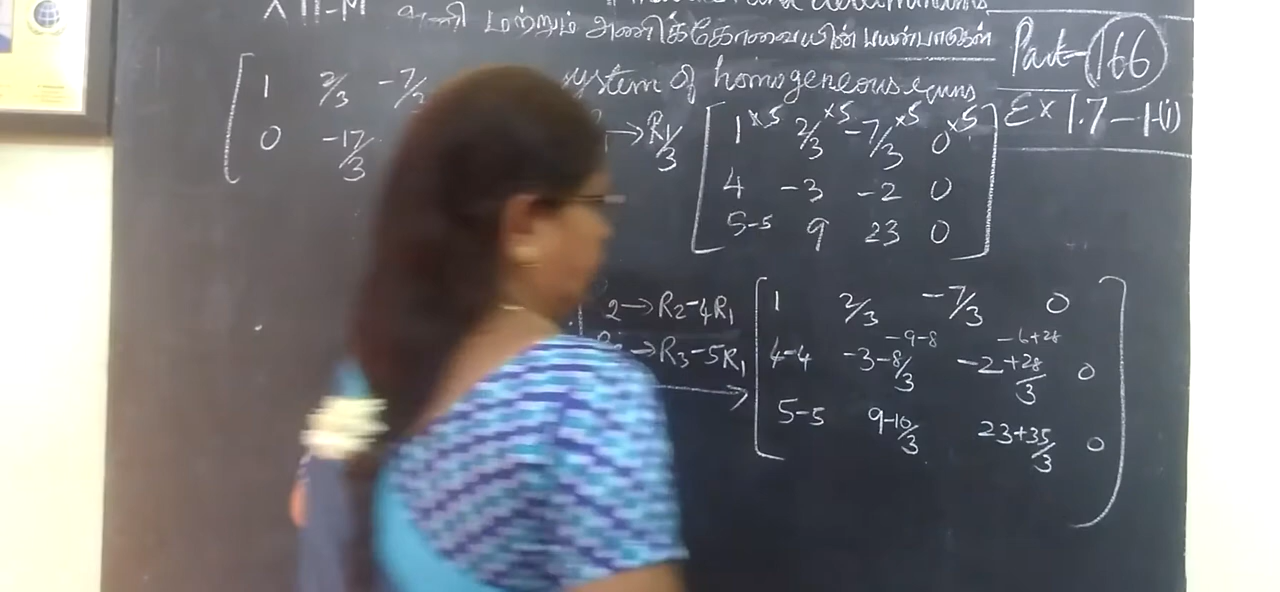 XII-M அணி மற்றும் அணிக்கோவையின் பயன்பாடுகள்
Part-166
system of homogeneous equns
Ex 1.7-1-(i)
1 2/3 -7/3
0 -17/3
→R1/3
1×5 2/3×5 -7/3×5 0×5
4 -3 -2 0
5-5 9 23 0
R2→R2-4R1
R3→R3-5R1
1 2/3 -7/3 0
-9-8 -6+28
4-4 -3-8/3 -2+28/3 0
5-5 9-10/3 23+35/3 0